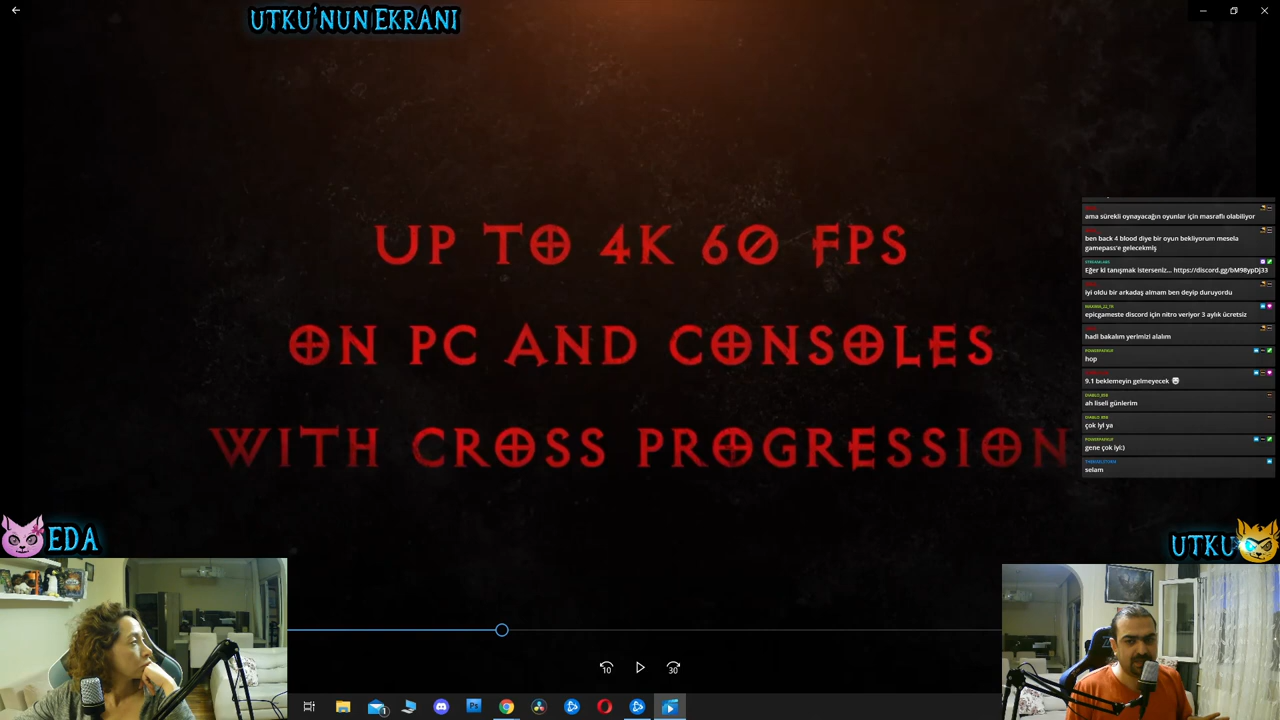 UTKU'NUN EKRANI
UP TO 4K 60 FPS
ON PC AND CONSOLES
WITH CROSS PROGRESSION
ama sürekli oynayacağın oyunlar için masraflı olabiliyor
ben back 4 blood diye bir oyun bekliyorum mesela
gamepass'e gelecekmiş
STREAMLABS
Eğer ki tanışmak isterseniz... https://discord.gg/bM98ypDJ33
iyi oldu bir arkadaş almam ben deyip duruyordu
epicgameste discord için nitro veriyor 3 aylık ücretsiz
hadi bakalım yerimizi alalım
hop
9.1 beklemeyin gelmeyecek
ah liseli günlerim
çok iyi ya
gene çok iyi:)
selam
EDA
UTKU
10
30
Ps
1